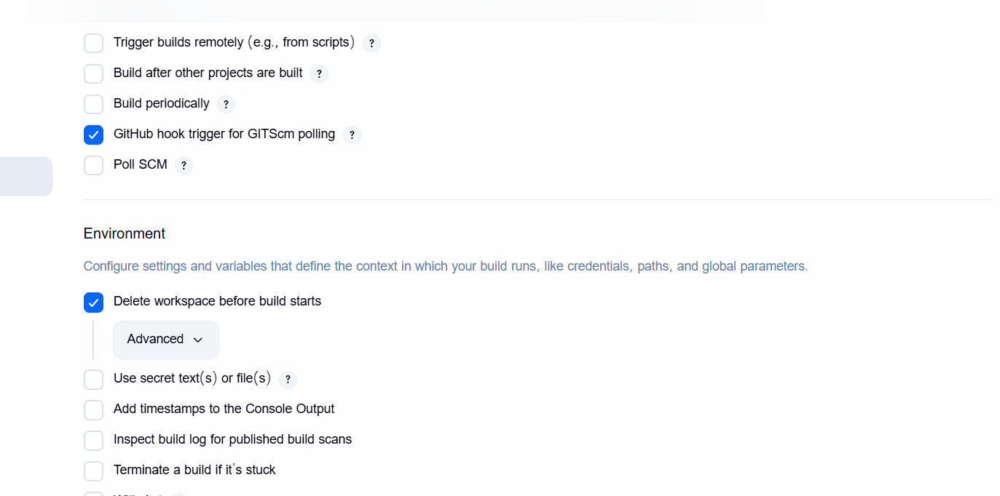 Trigger builds remotely (e.g., from scripts) ?
Build after other projects are built ?
Build periodically ?
GitHub hook trigger for GITScm polling ?
Poll SCM ?
Environment
Configure settings and variables that define the context in which your build runs, like credentials, paths, and global parameters.
Delete workspace before build starts
Advanced
Use secret text(s) or file(s) ?
Add timestamps to the Console Output
Inspect build log for published build scans
Terminate a build if it's stuck